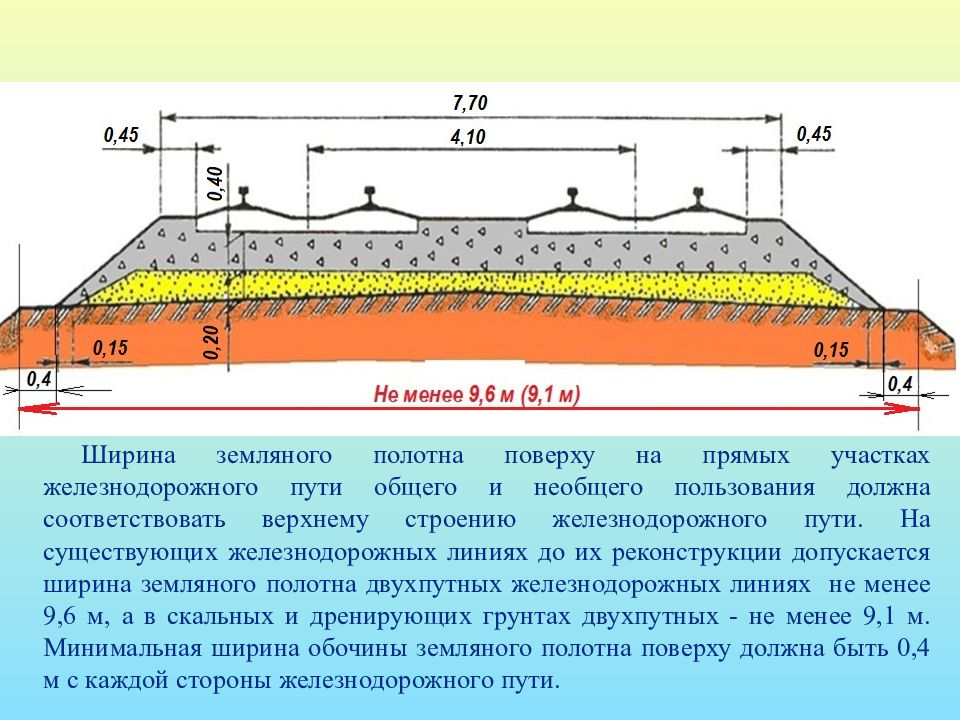 7,70
0,45 4,10 0,45
0,40
0,15 0,20 0,15
0,4 0,4
Не менее 9,6 м (9,1 м)
Ширина земляного полотна поверху на прямых участках
железнодорожного пути общего и необщего пользования должна
соответствовать верхнему строению железнодорожного пути. На
существующих железнодорожных линиях до их реконструкции допускается
ширина земляного полотна двухпутных железнодорожных линиях не менее
9,6 м, а в скальных и дренирующих грунтах двухпутных - не менее 9,1 м.
Минимальная ширина обочины земляного полотна поверху должна быть 0,4
м с каждой стороны железнодорожного пути.